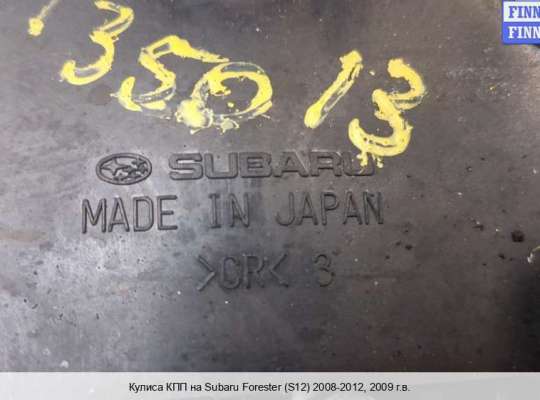 FINN
FINN
35013
SUBARU
MADE IN JAPAN
>CR< 3
Кулиса КПП на Subaru Forester (S12) 2008-2012, 2009 г.в.